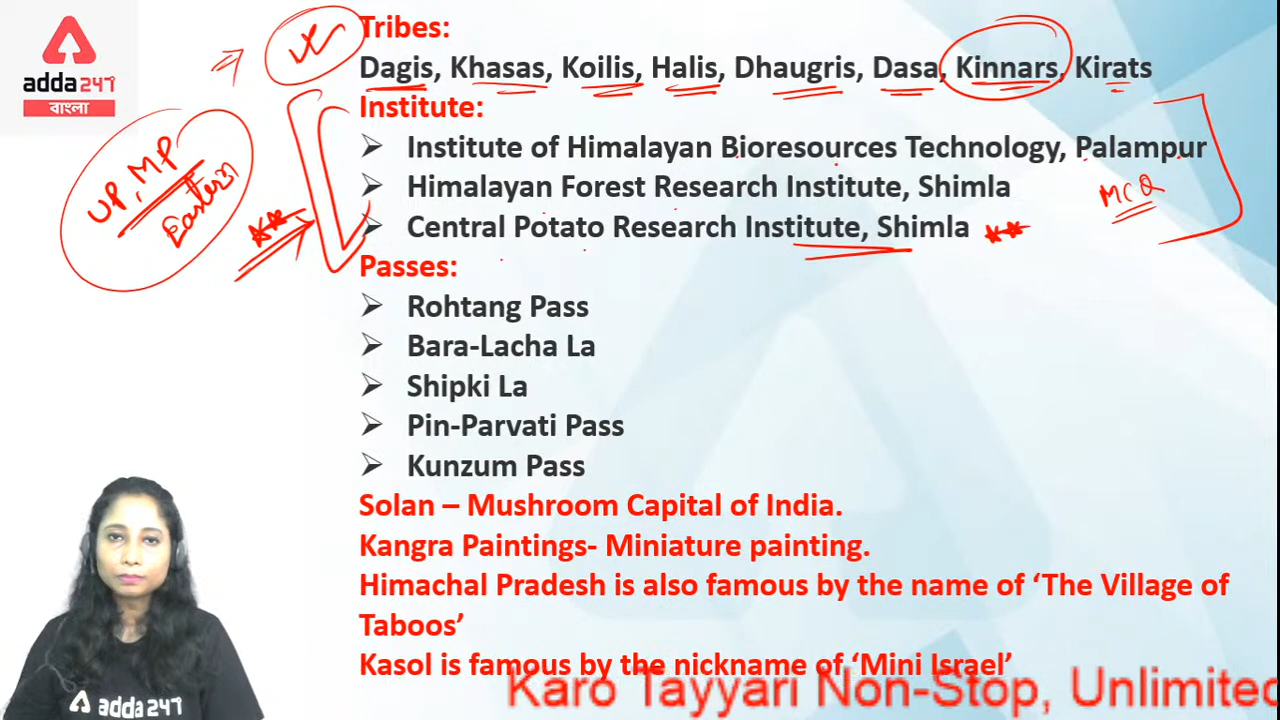 Tribes:
Dagis, Khasas, Koilis, Halis, Dhaugris, Dasa, Kinnars, Kirats
adda247
বাংলা
Institute:
Institute of Himalayan Bioresources Technology, Palampur
UP, MP
Himalayan Forest Research Institute, Shimla
MCQ
Central Potato Research Institute, Shimla
Passes:
Rohtang Pass
Bara-Lacha La
Shipki La
Pin-Parvati Pass
Kunzum Pass
Solan – Mushroom Capital of India.
Kangra Paintings- Miniature painting.
Himachal Pradesh is also famous by the name of ‘The Village of
Taboos’
Kasol is famous by the nickname of ‘Mini Israel’
Karo Tayyari Non-Stop, Unlimited
adda247